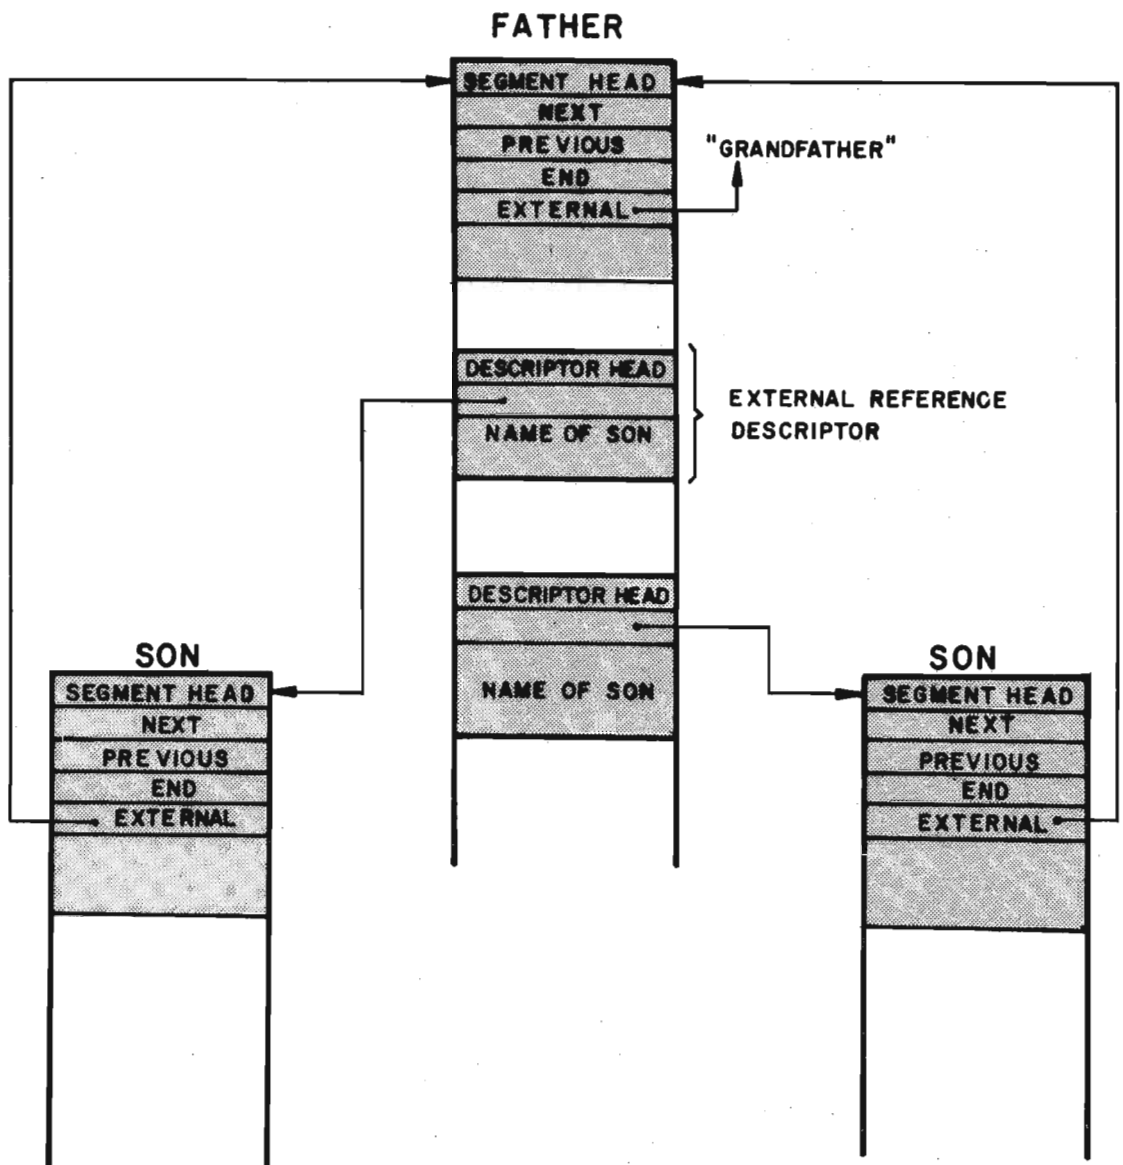 FATHER
SEGMENT HEAD
NEXT
PREVIOUS
END
EXTERNAL
"GRANDFATHER"
DESCRIPTOR HEAD
NAME OF SON
EXTERNAL REFERENCE
DESCRIPTOR
DESCRIPTOR HEAD
NAME OF SON
SON
SEGMENT HEAD
NEXT
PREVIOUS
END
EXTERNAL
SON
SEGMENT HEAD
NEXT
PREVIOUS
END
EXTERNAL